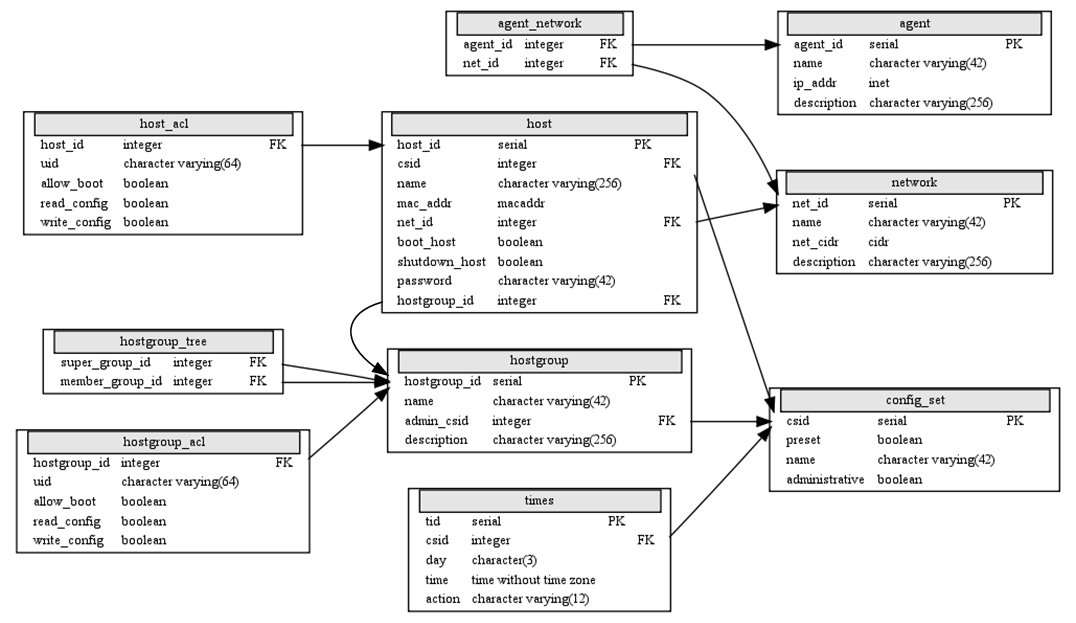 agent_network
agent_id integer FK
net_id integer FK
agent
agent_id serial PK
name character varying(42)
ip_addr inet
description character varying(256)
host_acl
host_id integer FK
uid character varying(64)
allow_boot boolean
read_config boolean
write_config boolean
host
host_id serial PK
csid integer FK
name character varying(256)
mac_addr macaddr
net_id integer FK
boot_host boolean
shutdown_host boolean
password character varying(42)
hostgroup_id integer FK
network
net_id serial PK
name character varying(42)
net_cidr cidr
description character varying(256)
hostgroup_tree
super_group_id integer FK
member_group_id integer FK
hostgroup
hostgroup_id serial PK
name character varying(42)
admin_csid integer FK
description character varying(256)
config_set
csid serial PK
preset boolean
name character varying(42)
administrative boolean
hostgroup_acl
hostgroup_id integer FK
uid character varying(64)
allow_boot boolean
read_config boolean
write_config boolean
times
tid serial PK
csid integer FK
day character(3)
time time without time zone
action character varying(12)